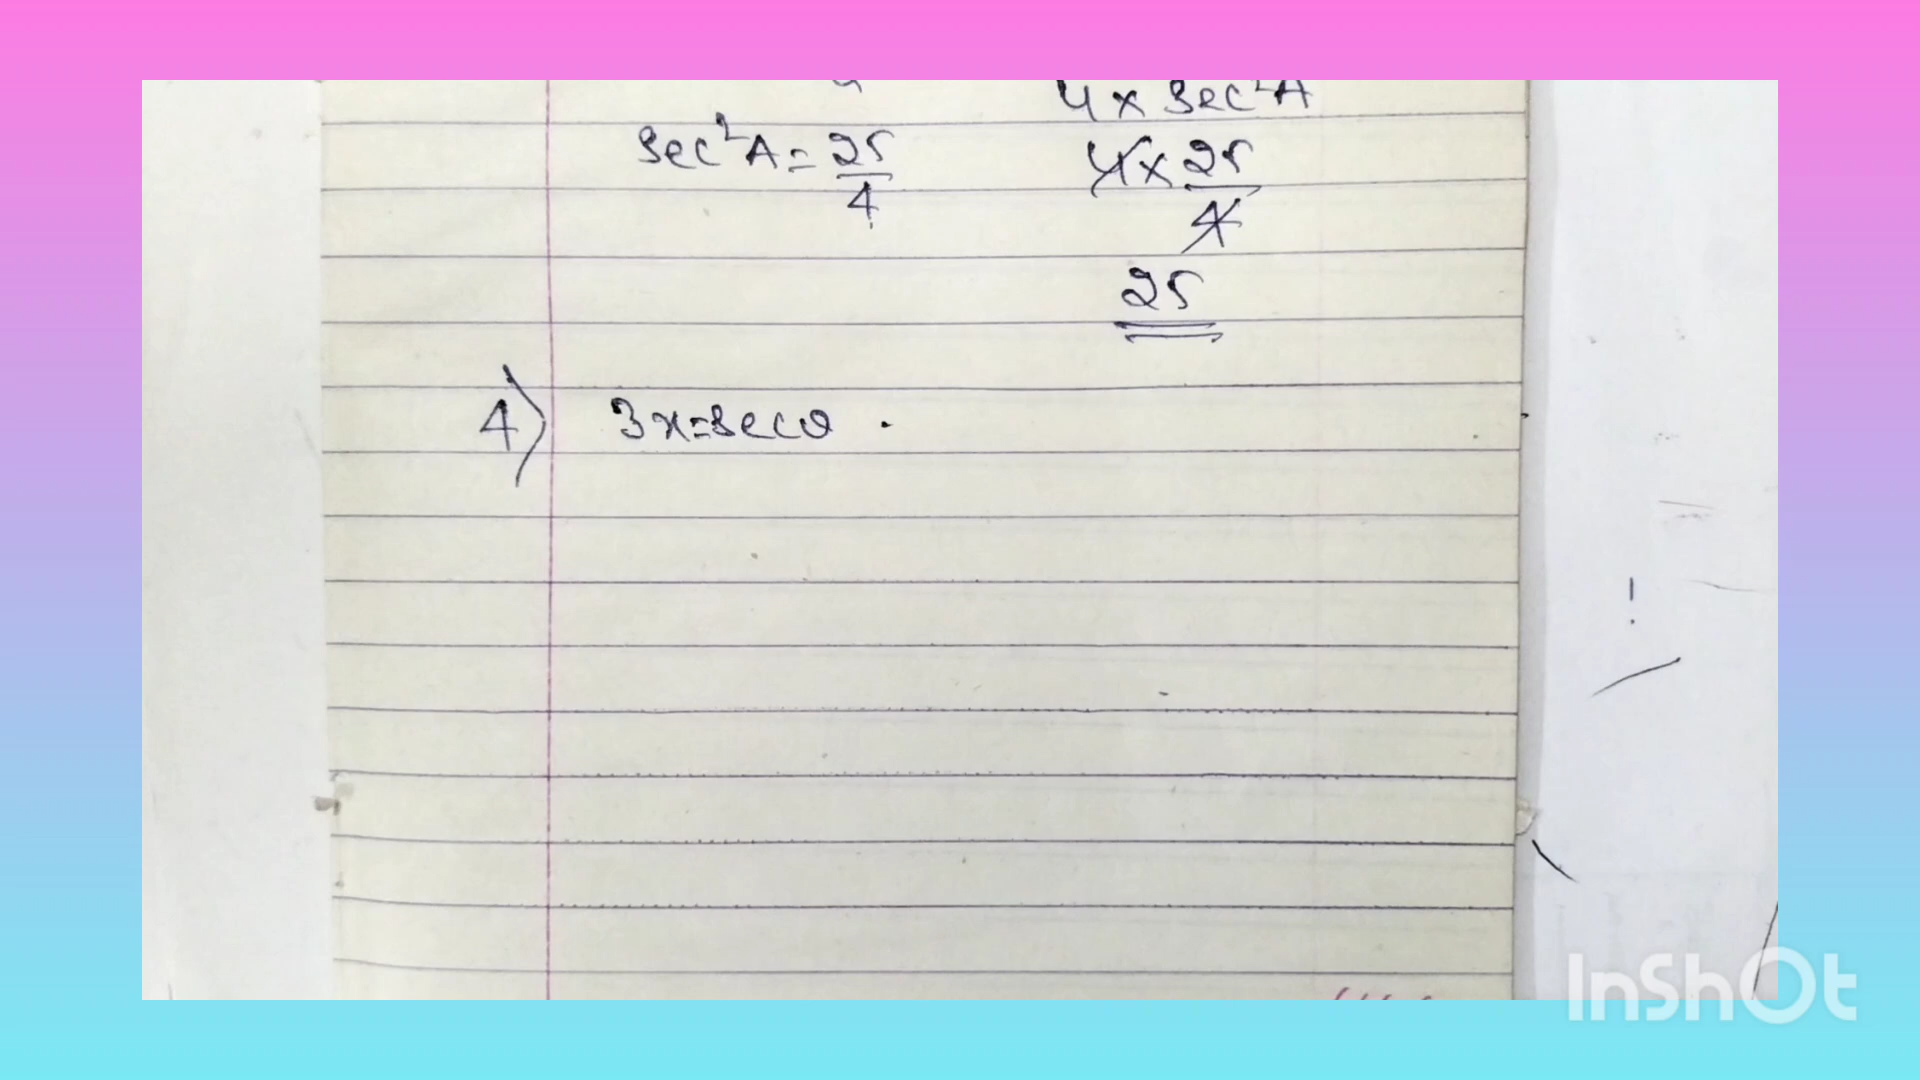 4 x sec²A
sec²A = 25/4
4 x 25/4
25
4) 3x = secθ .
InShOt